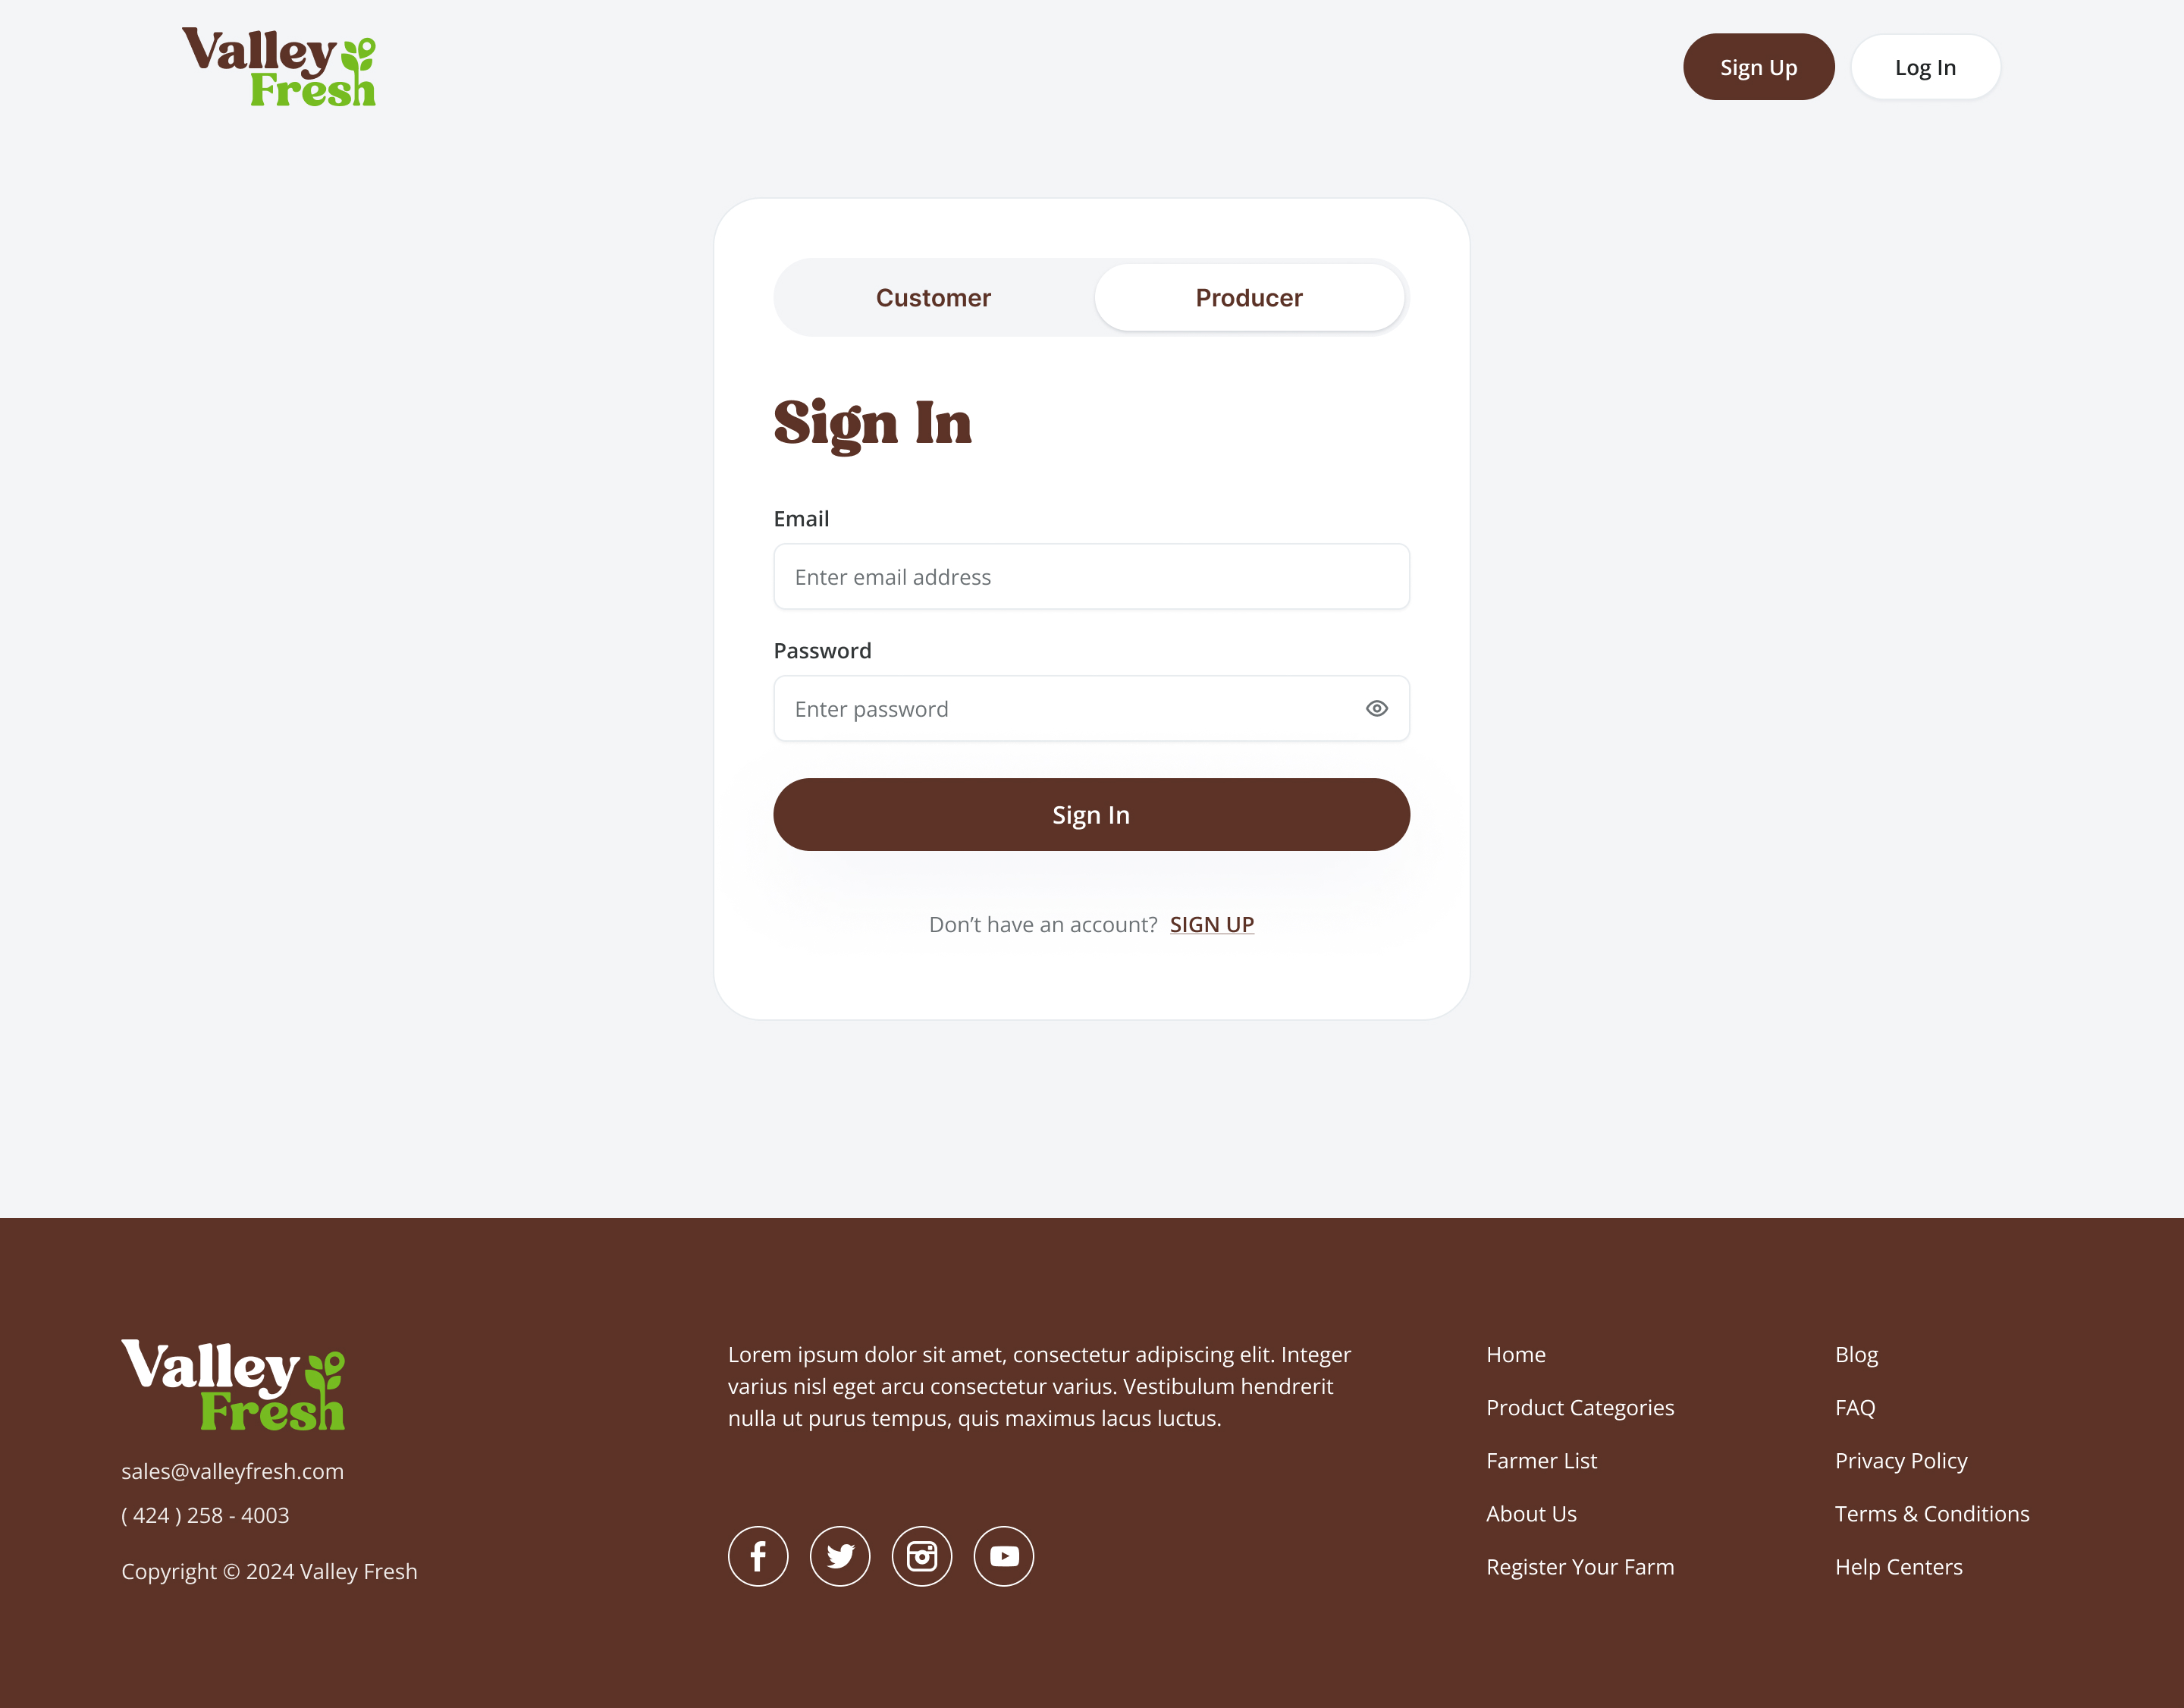 Valley
Fresh
Sign Up
Log In
Customer
Producer
Sign In
Email
Enter email address
Password
Enter password
Sign In
Don’t have an account? SIGN UP
Valley
Fresh
sales@valleyfresh.com
( 424 ) 258 - 4003
Copyright © 2024 Valley Fresh
Lorem ipsum dolor sit amet, consectetur adipiscing elit. Integer
varius nisl eget arcu consectetur varius. Vestibulum hendrerit
nulla ut purus tempus, quis maximus lacus luctus.
Home
Product Categories
Farmer List
About Us
Register Your Farm
Blog
FAQ
Privacy Policy
Terms & Conditions
Help Centers